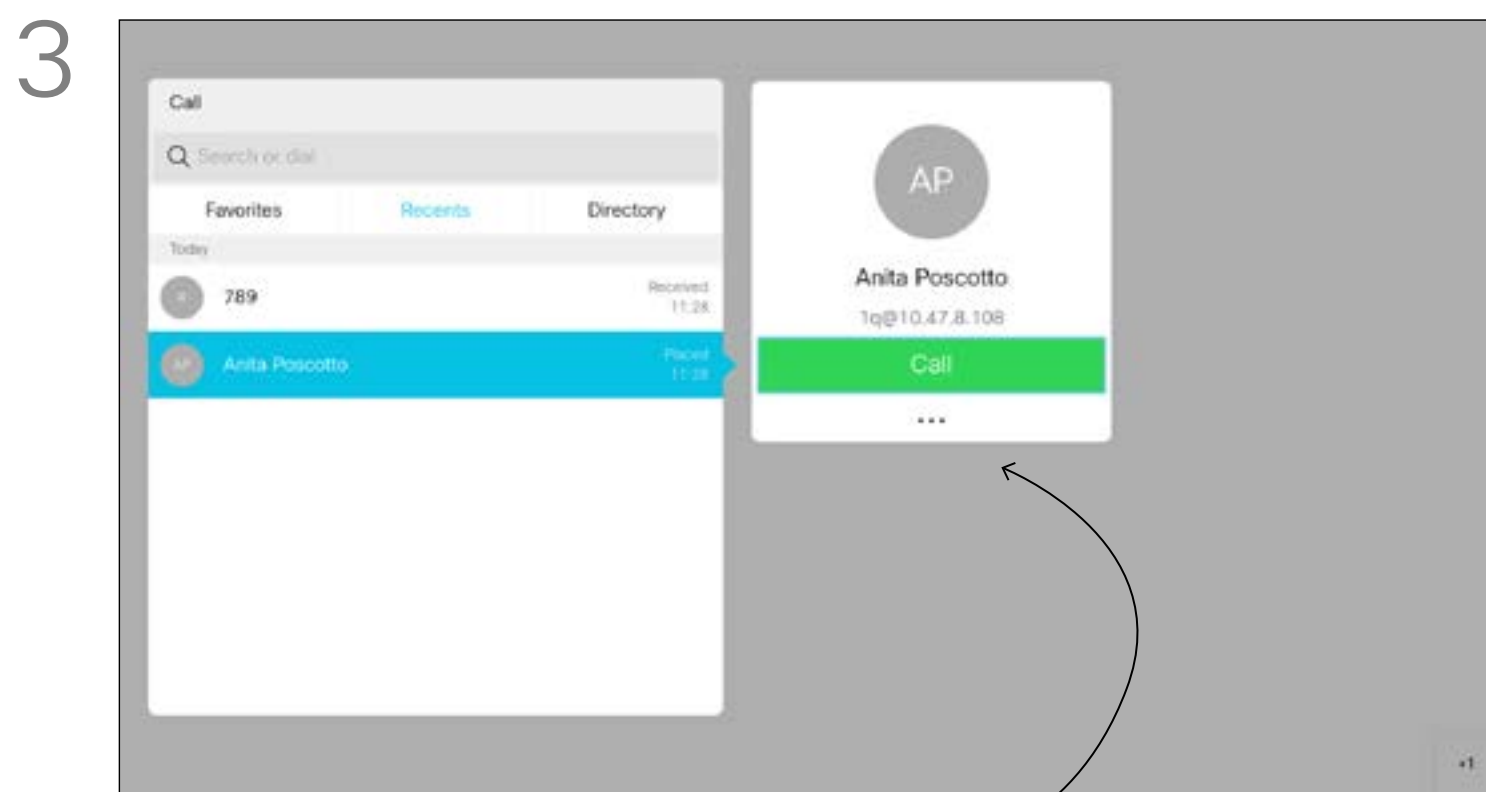 3
Call
Search or dial
Favorites Recents Directory
Today
789
Received
11:28
AP
Anita Poscotto
Placed
11:28
AP
Anita Poscotto
1q@10.47.8.108
Call
...